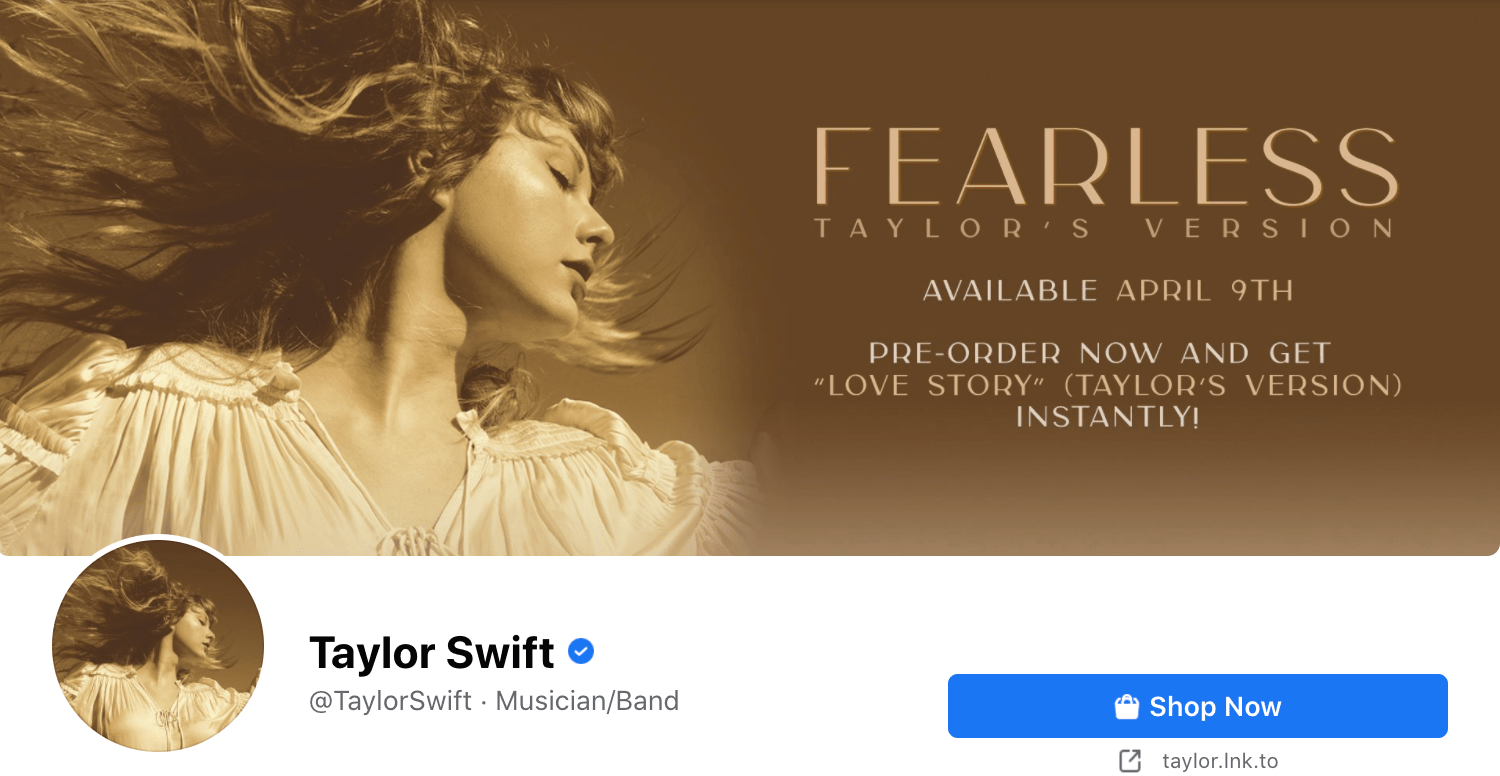 FEARLESS
TAYLOR'S VERSION
AVAILABLE APRIL 9TH
PRE-ORDER NOW AND GET
"LOVE STORY" (TAYLOR'S VERSION)
INSTANTLY!
Taylor Swift
@TaylorSwift · Musician/Band
Shop Now
taylor.lnk.to